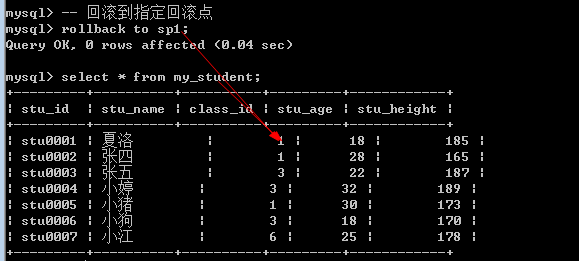 mysql> -- 回滚到指定回滚点
mysql> rollback to sp1;
Query OK, 0 rows affected (0.04 sec)
mysql> select * from my_student;
+---------+----------+----------+---------+------------+
| stu_id | stu_name | class_id | stu_age | stu_height |
+---------+----------+----------+---------+------------+
| stu0001 | 夏洛 | 1 | 18 | 185 |
| stu0002 | 张四 | 1 | 28 | 165 |
| stu0003 | 张五 | 3 | 22 | 187 |
| stu0004 | 小婷 | 3 | 32 | 189 |
| stu0005 | 小猪 | 1 | 30 | 173 |
| stu0006 | 小狗 | 3 | 18 | 170 |
| stu0007 | 小江 | 6 | 25 | 178 |
+---------+----------+----------+---------+------------+